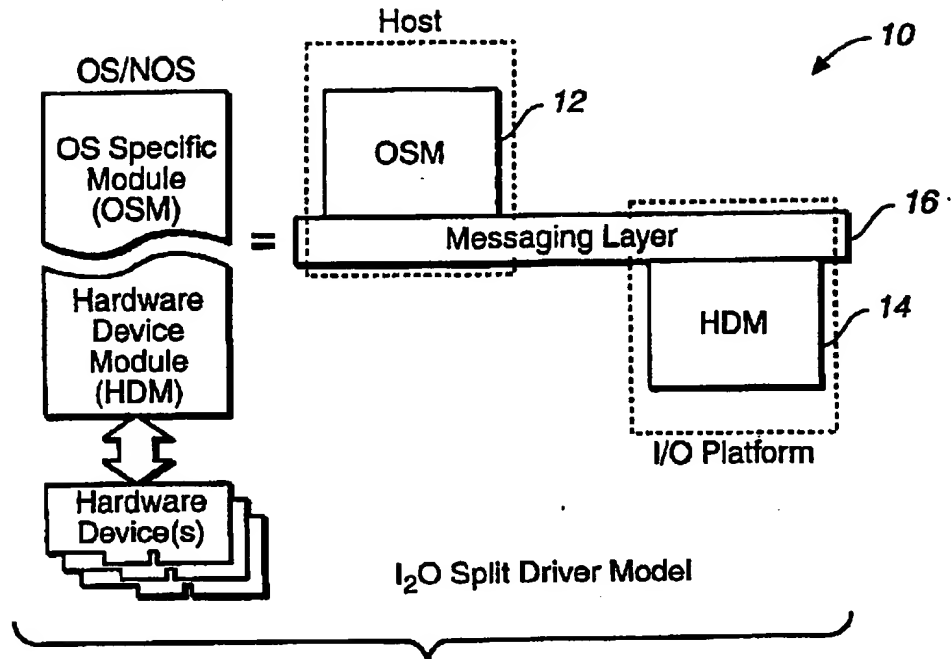 Host
10
OS/NOS
12
OS Specific
Module
(OSM)
OSM
=
Messaging Layer
16
Hardware
Device
Module
(HDM)
HDM
14
I/O Platform
Hardware
Device(s)
I₂O Split Driver Model